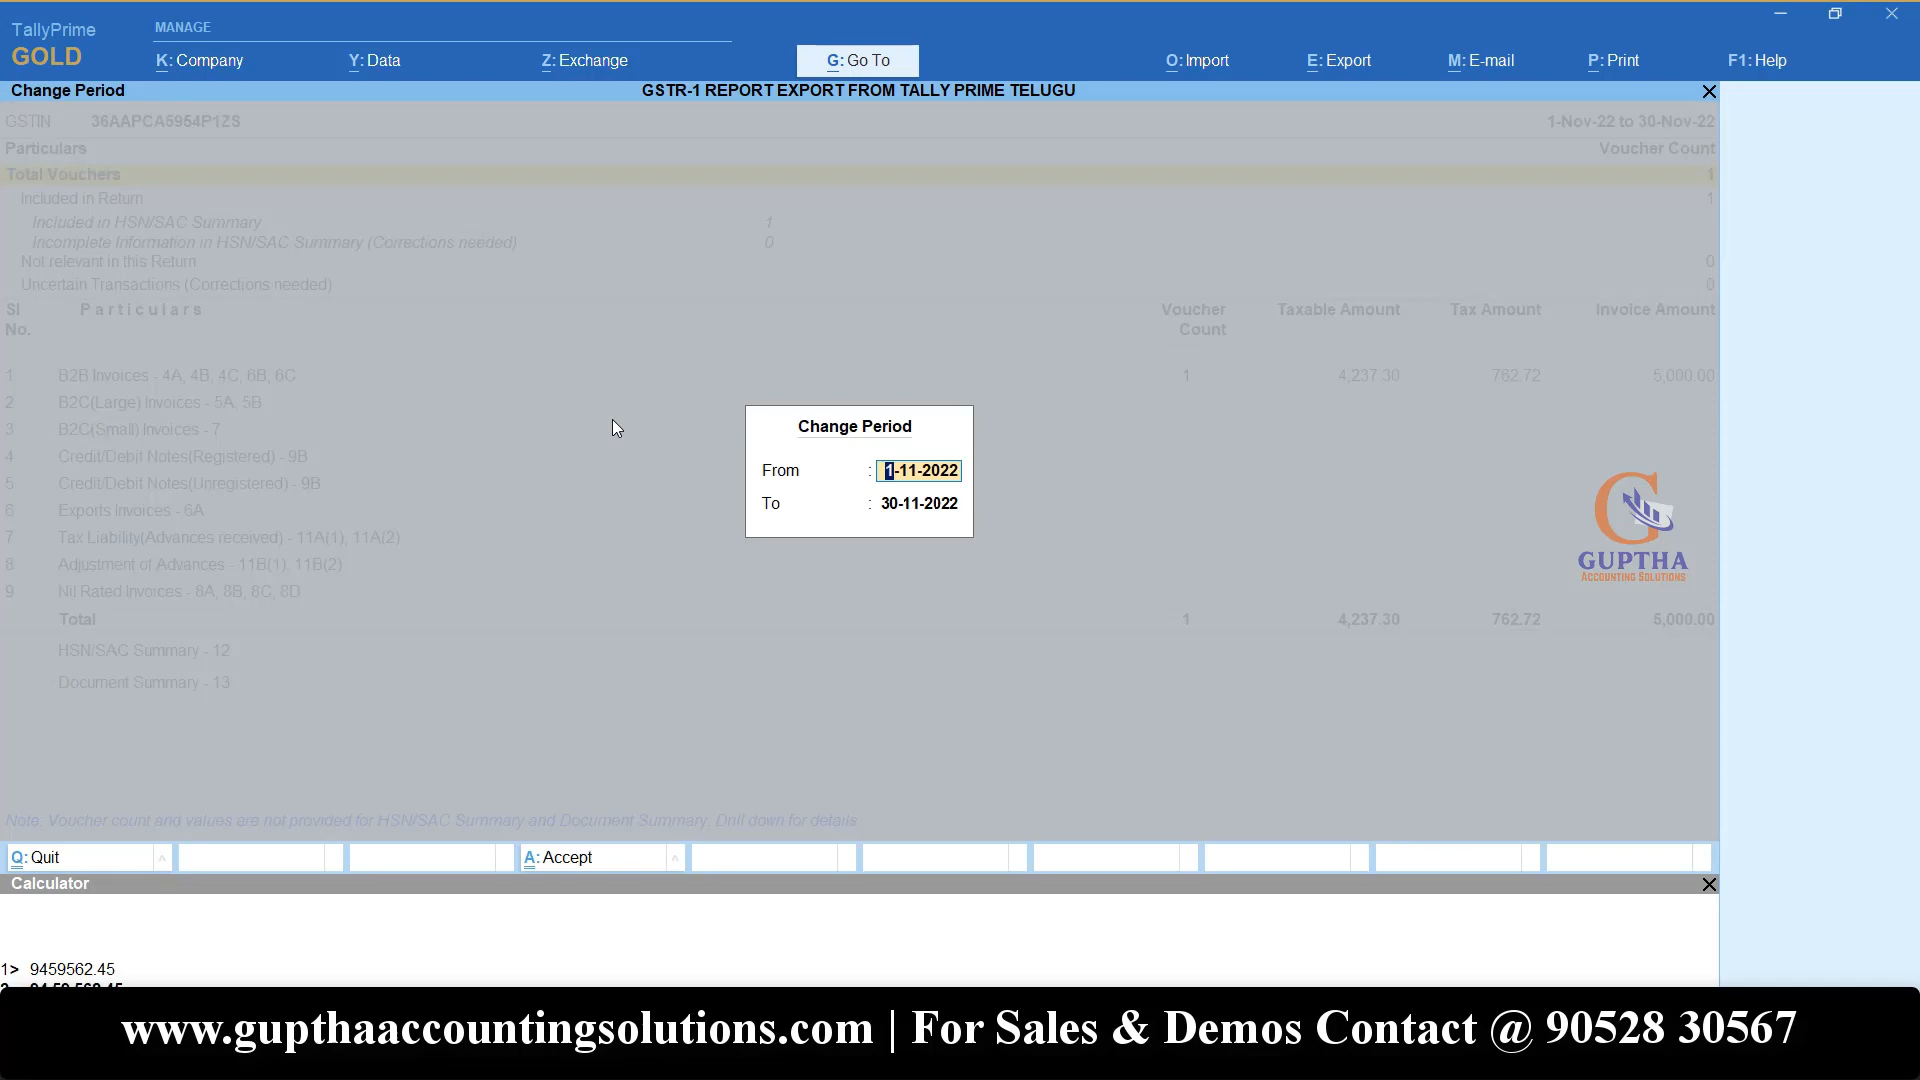 TallyPrime
GOLD
MANAGE
K: Company
Y: Data
Z: Exchange
G: Go To
O: Import
E: Export
M: E-mail
P: Print
F1: Help
Change Period
GSTR-1 REPORT EXPORT FROM TALLY PRIME TELUGU
GSTIN 36AAPCA5954P1ZS 1-Nov-22 to 30-Nov-22
Particulars Voucher Count
Total Vouchers 1
Included in Return 1
Included in HSN/SAC Summary 1
Incomplete Information in HSN/SAC Summary (Corrections needed) 0
Not relevant in this Return 0
Uncertain Transactions (Corrections needed) 0
Sl No. Particulars Voucher Count Taxable Amount Tax Amount Invoice Amount
1 B2B Invoices - 4A, 4B, 4C, 6B, 6C 1 4,237.30 762.72 5,000.00
2 B2C(Large) Invoices - 5A, 5B
3 B2C(Small) Invoices - 7
4 Credit/Debit Notes(Registered) - 9B
5 Credit/Debit Notes(Unregistered) - 9B
6 Exports Invoices - 6A
7 Tax Liability(Advances received) - 11A(1), 11A(2)
8 Adjustment of Advances - 11B(1), 11B(2)
9 Nil Rated Invoices - 8A, 8B, 8C, 8D
Total 1 4,237.30 762.72 5,000.00
HSN/SAC Summary - 12
Document Summary - 13
Change Period
From : 1-11-2022
To : 30-11-2022
GUPTHA
ACCOUNTING SOLUTIONS
Note: Voucher count and values are not provided for HSN/SAC Summary and Document Summary. Drill down for details
Q: Quit
A: Accept
Calculator
1> 9459562.45
www.gupthaaccountingsolutions.com | For Sales & Demos Contact @ 90528 30567